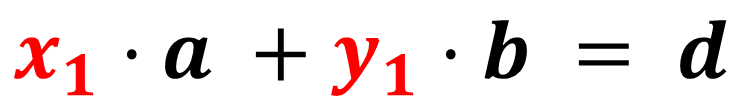 x₁ · a + y₁ · b = d